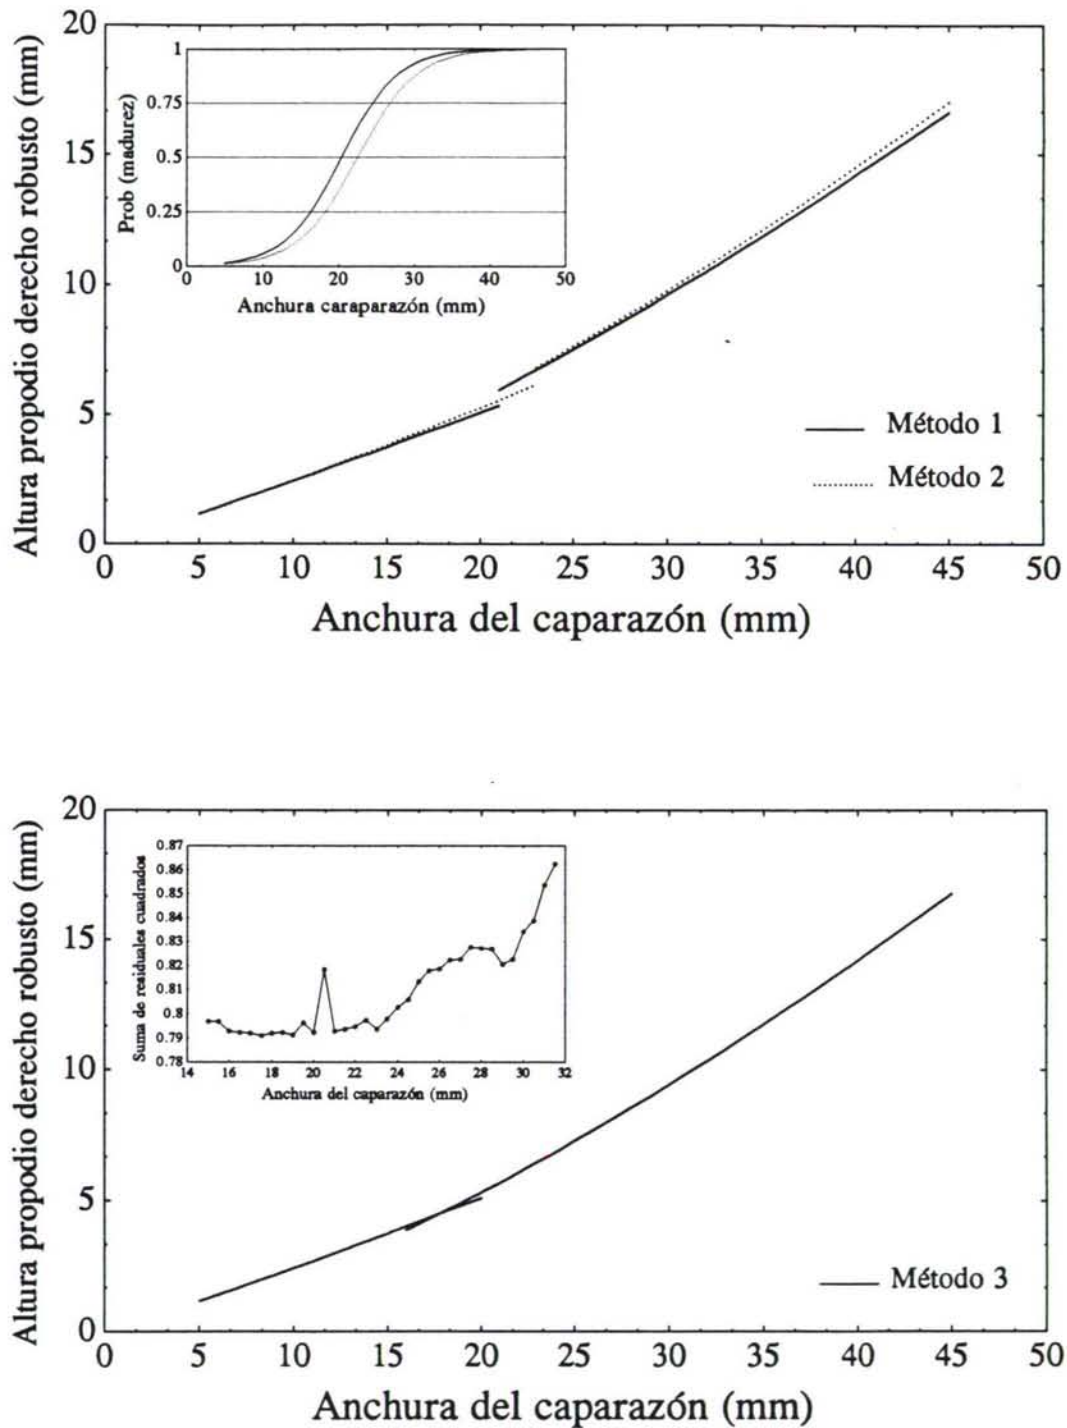 Altura propodio derecho robusto (mm)
20
15
10
5
0
0 5 10 15 20 25 30 35 40 45 50
Anchura del caparazón (mm)
Prob (madurez)
1
0.75
0.5
0.25
0
0 10 20 30 40 50
Anchura caraparazón (mm)
Método 1
Método 2
Altura propodio derecho robusto (mm)
20
15
10
5
0
0 5 10 15 20 25 30 35 40 45 50
Anchura del caparazón (mm)
Suma de residuales cuadrados
0.87
0.86
0.85
0.84
0.83
0.82
0.81
0.8
0.79
0.78
14 16 18 20 22 24 26 28 30 32
Anchura del caparazón (mm)
Método 3